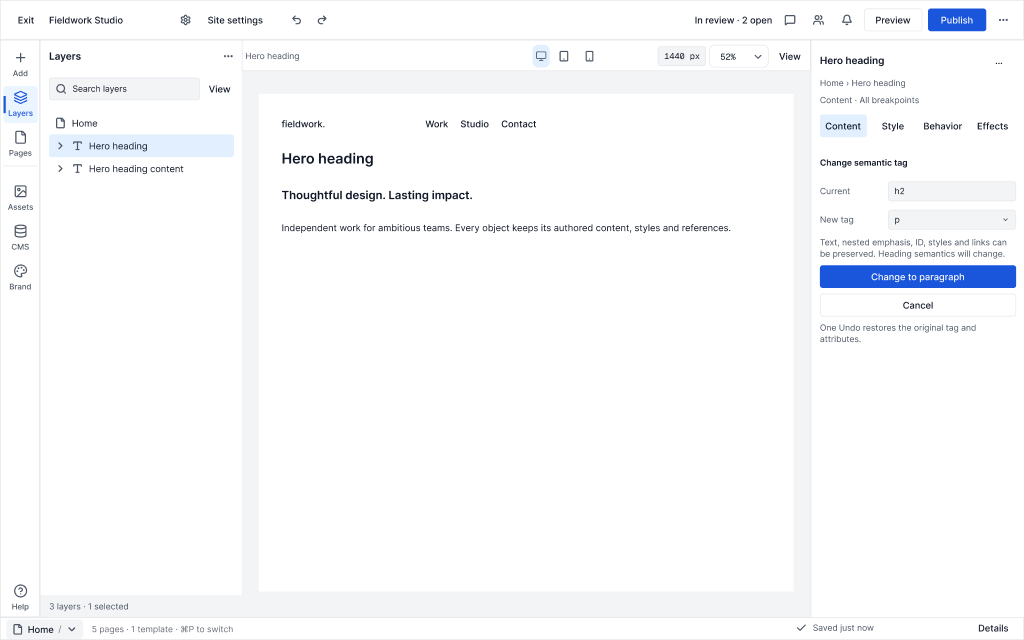 Exit Fieldwork Studio Site settings In review · 2 open Preview Publish
Add
Layers
Pages
Assets
CMS
Brand
Help
Layers
Search layers View
Home
Hero heading
Hero heading content
3 layers · 1 selected
Hero heading 1440 px 52% View
fieldwork. Work Studio Contact
Hero heading
Thoughtful design. Lasting impact.
Independent work for ambitious teams. Every object keeps its authored content, styles and references.
Hero heading
Home › Hero heading
Content · All breakpoints
Content Style Behavior Effects
Change semantic tag
Current h2
New tag p
Text, nested emphasis, ID, styles and links can
be preserved. Heading semantics will change.
Change to paragraph
Cancel
One Undo restores the original tag and
attributes.
Home / 5 pages · 1 template · ⌘P to switch Saved just now Details